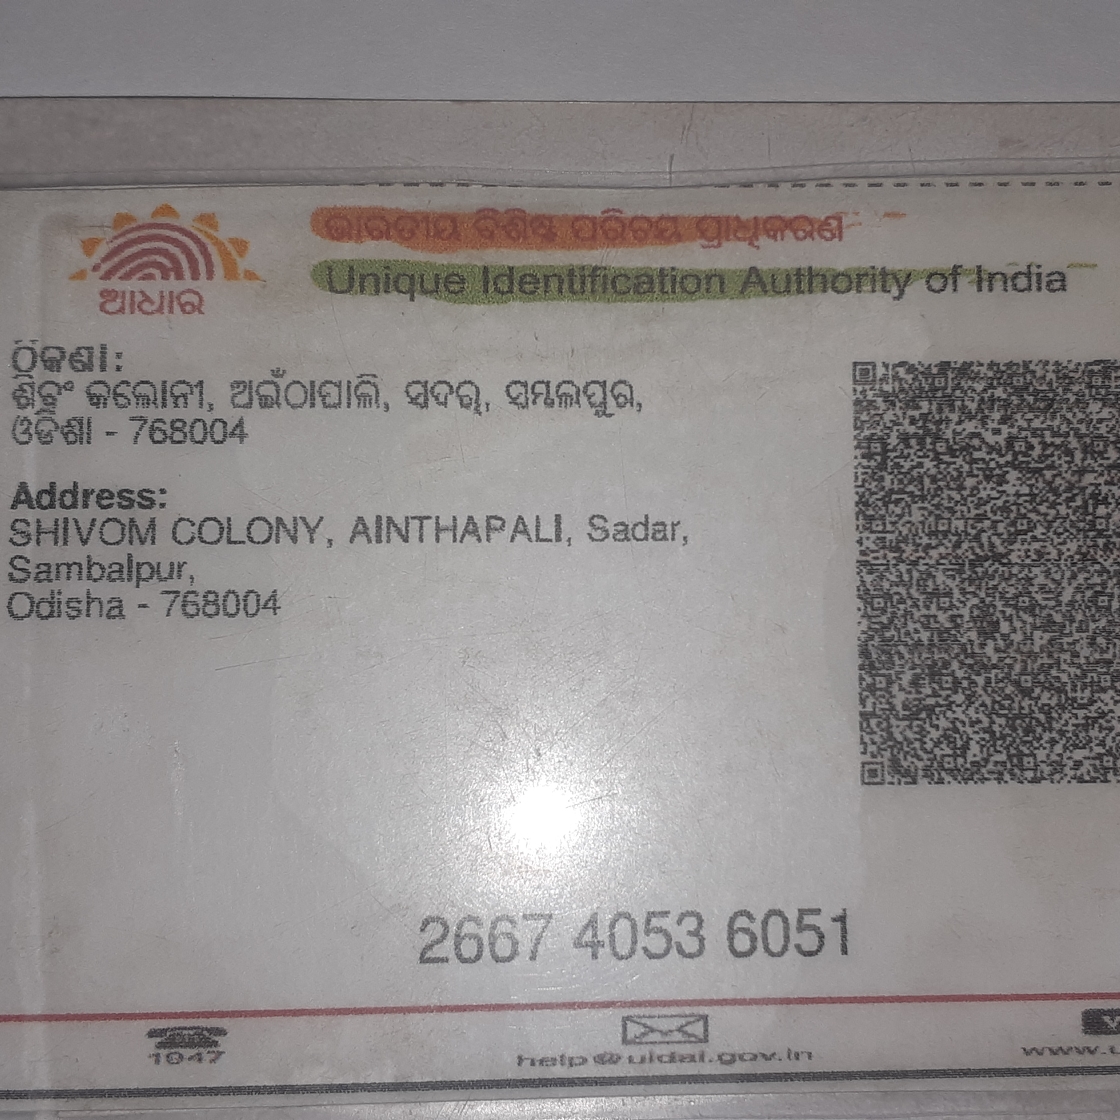 ଭାରତୀୟ ବିଶିଷ୍ଟ ପରିଚୟ ପ୍ରାଧିକରଣ
Unique Identification Authority of India
ଆଧାର
ଠିକଣା:
ଶିବୁଂ କଲୋନୀ, ଅଇଁଠାପାଲି, ସଦର୍, ସମ୍ବଲପୁର,
ଓଡିଶା - 768004
Address:
SHIVOM COLONY, AINTHAPALI, Sadar,
Sambalpur,
Odisha - 768004
2667 4053 6051
1947
help@uidai.gov.in
www.u